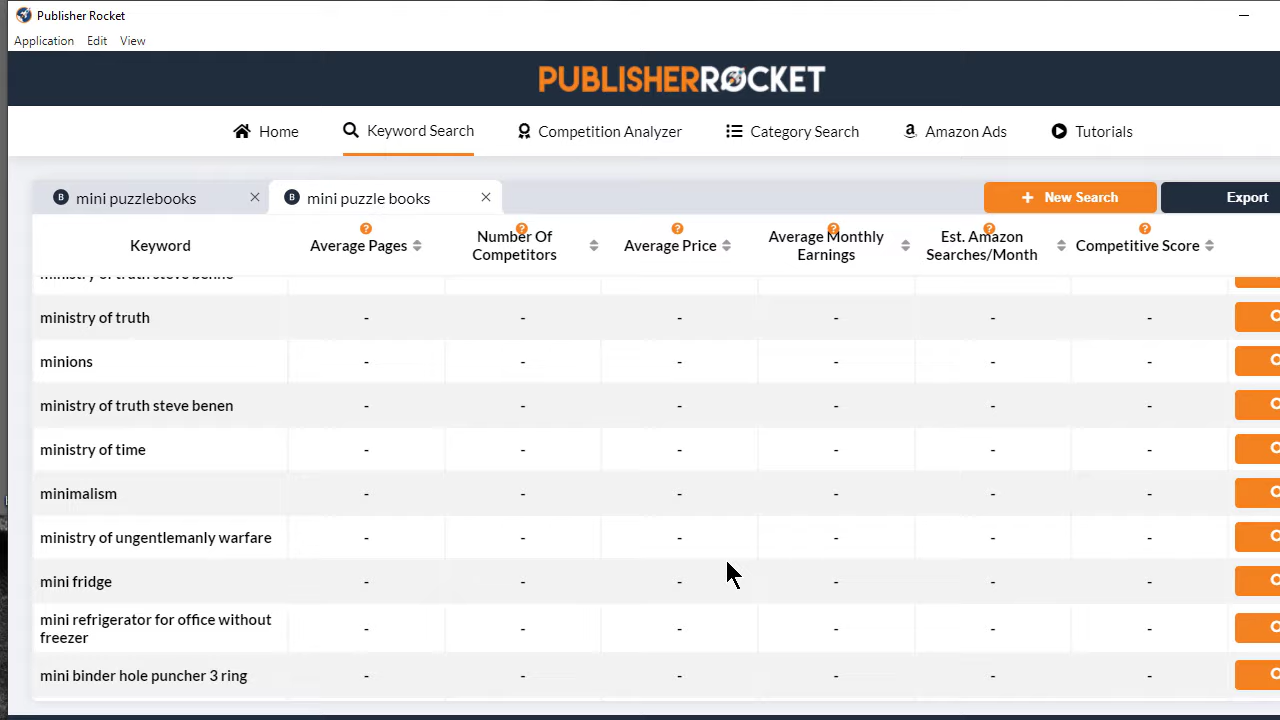 Publisher Rocket
Application Edit View
PUBLISHERROCKET
Home Keyword Search Competition Analyzer Category Search Amazon Ads Tutorials
B mini puzzlebooks × B mini puzzle books × + New Search Export
Keyword ? Average Pages ? Number Of Competitors ? Average Price ? Average Monthly Earnings ? Est. Amazon Searches/Month ? Competitive Score
ministry of truth - - - - - -
minions - - - - - -
ministry of truth steve benen - - - - - -
ministry of time - - - - - -
minimalism - - - - - -
ministry of ungentlemanly warfare - - - - - -
mini fridge - - - - - -
mini refrigerator for office without
freezer - - - - - -
mini binder hole puncher 3 ring - - - - - -